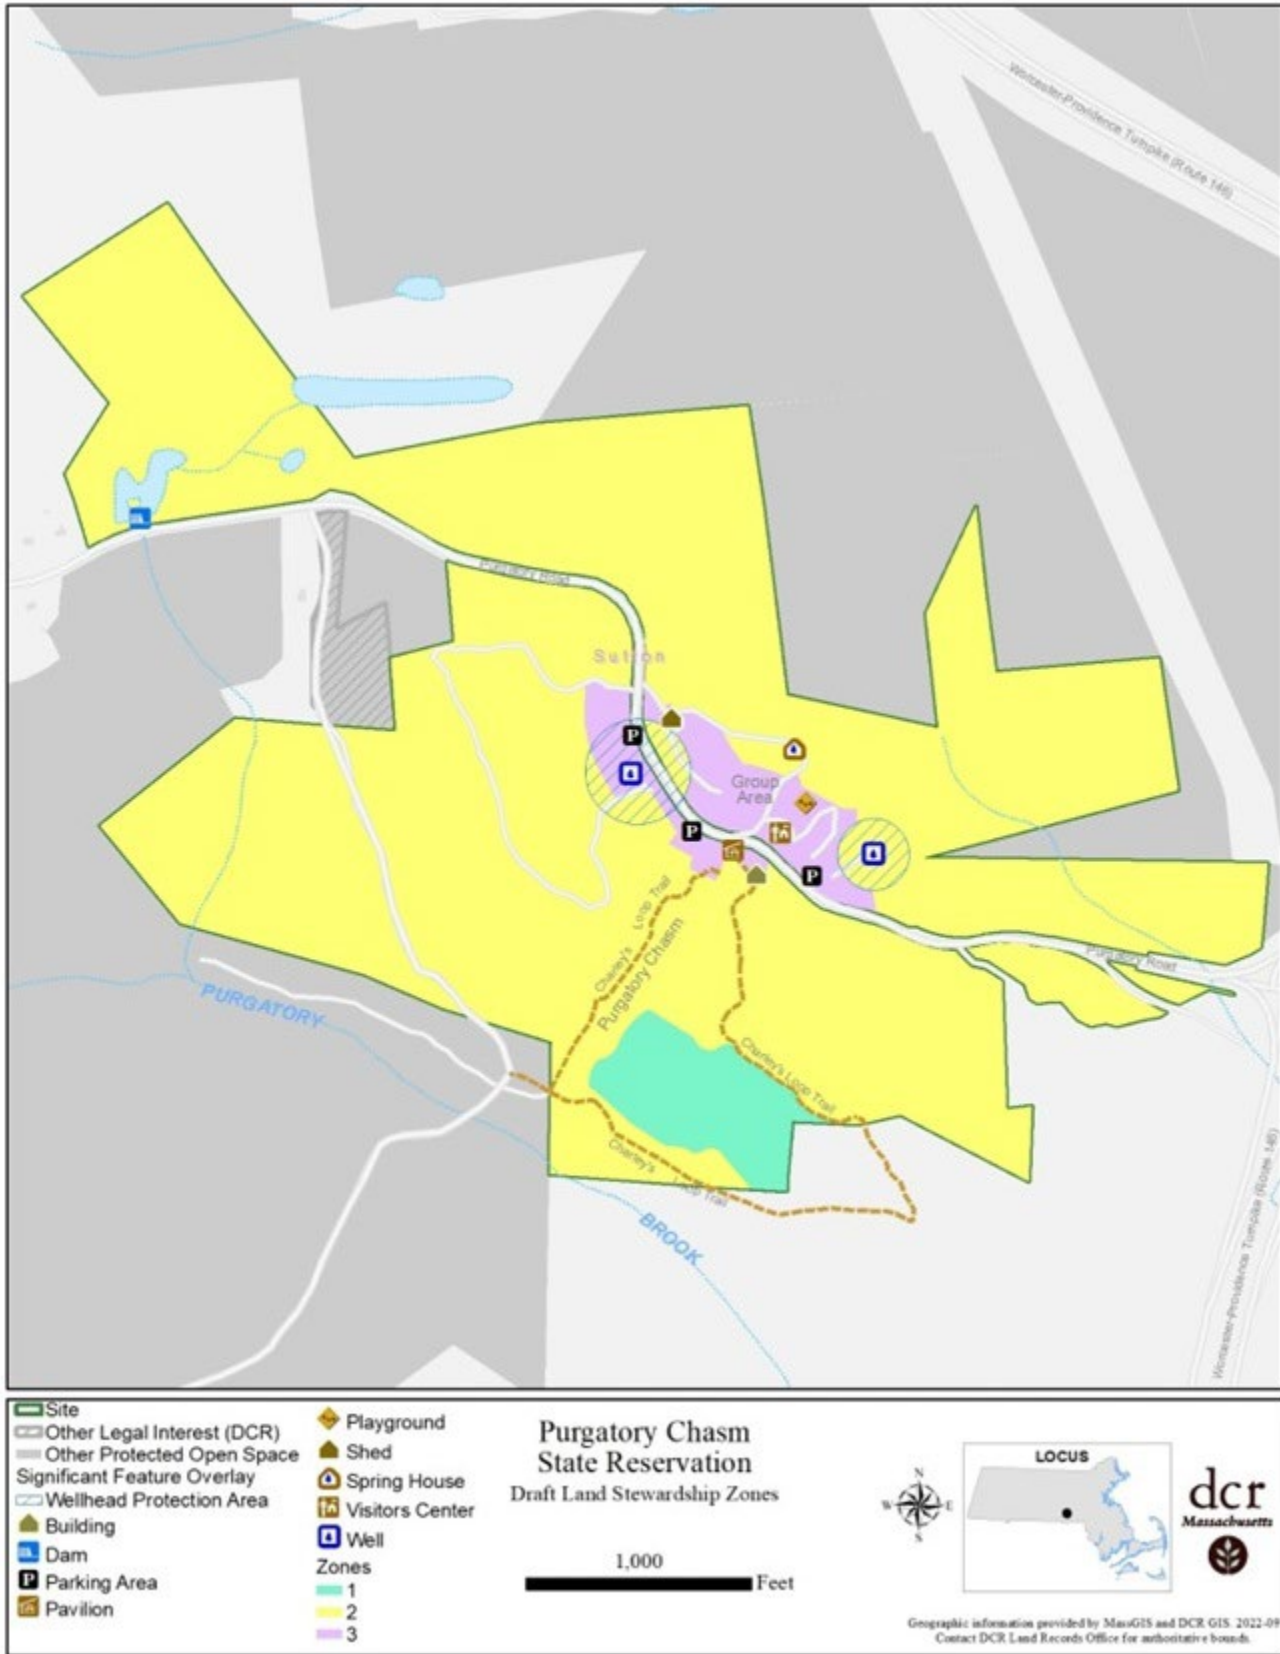 Worcester-Providence Turnpike (Route 146)
Purgatory Road
Sutton
P
Group
Area
P
P
Loop Trail
Charley's
Purgatory Chasm
Purgatory Road
PURGATORY
Charley's Loop Trail
Charley's
Loop Trail
BROOK
Worcester-Providence Turnpike (Route 146)
Site
Other Legal Interest (DCR)
Other Protected Open Space
Significant Feature Overlay
Wellhead Protection Area
Building
Dam
P Parking Area
Pavilion
Playground
Shed
Spring House
Visitors Center
Well
Zones
1
2
3
Purgatory Chasm
State Reservation
Draft Land Stewardship Zones
1,000
Feet
N
W E
S
LOCUS
dcr
Massachusetts
Geographic information provided by MassGIS and DCR GIS. 2022-09
Contact DCR Land Records Office for authoritative bounds.